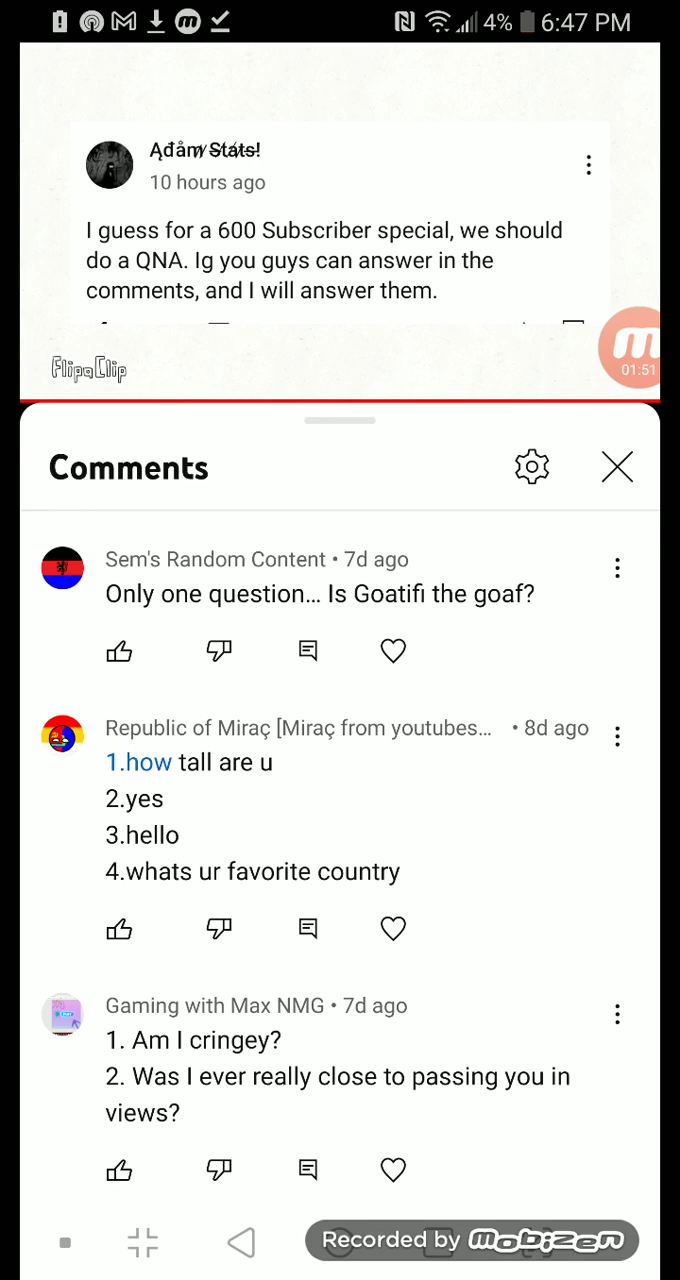 4% 6:47 PM
Ąđåm̸ S̶t̶a̶t̶s̶!
10 hours ago
I guess for a 600 Subscriber special, we should
do a QNA. Ig you guys can answer in the
comments, and I will answer them.
FlipaClip
m
01:51
Comments
Sem's Random Content • 7d ago
Only one question... Is Goatifi the goaf?
Republic of Miraç [Miraç from youtubes... • 8d ago
1.how tall are u
2.yes
3.hello
4.whats ur favorite country
Gaming with Max NMG • 7d ago
1. Am I cringey?
2. Was I ever really close to passing you in
views?
Recorded by mobizen